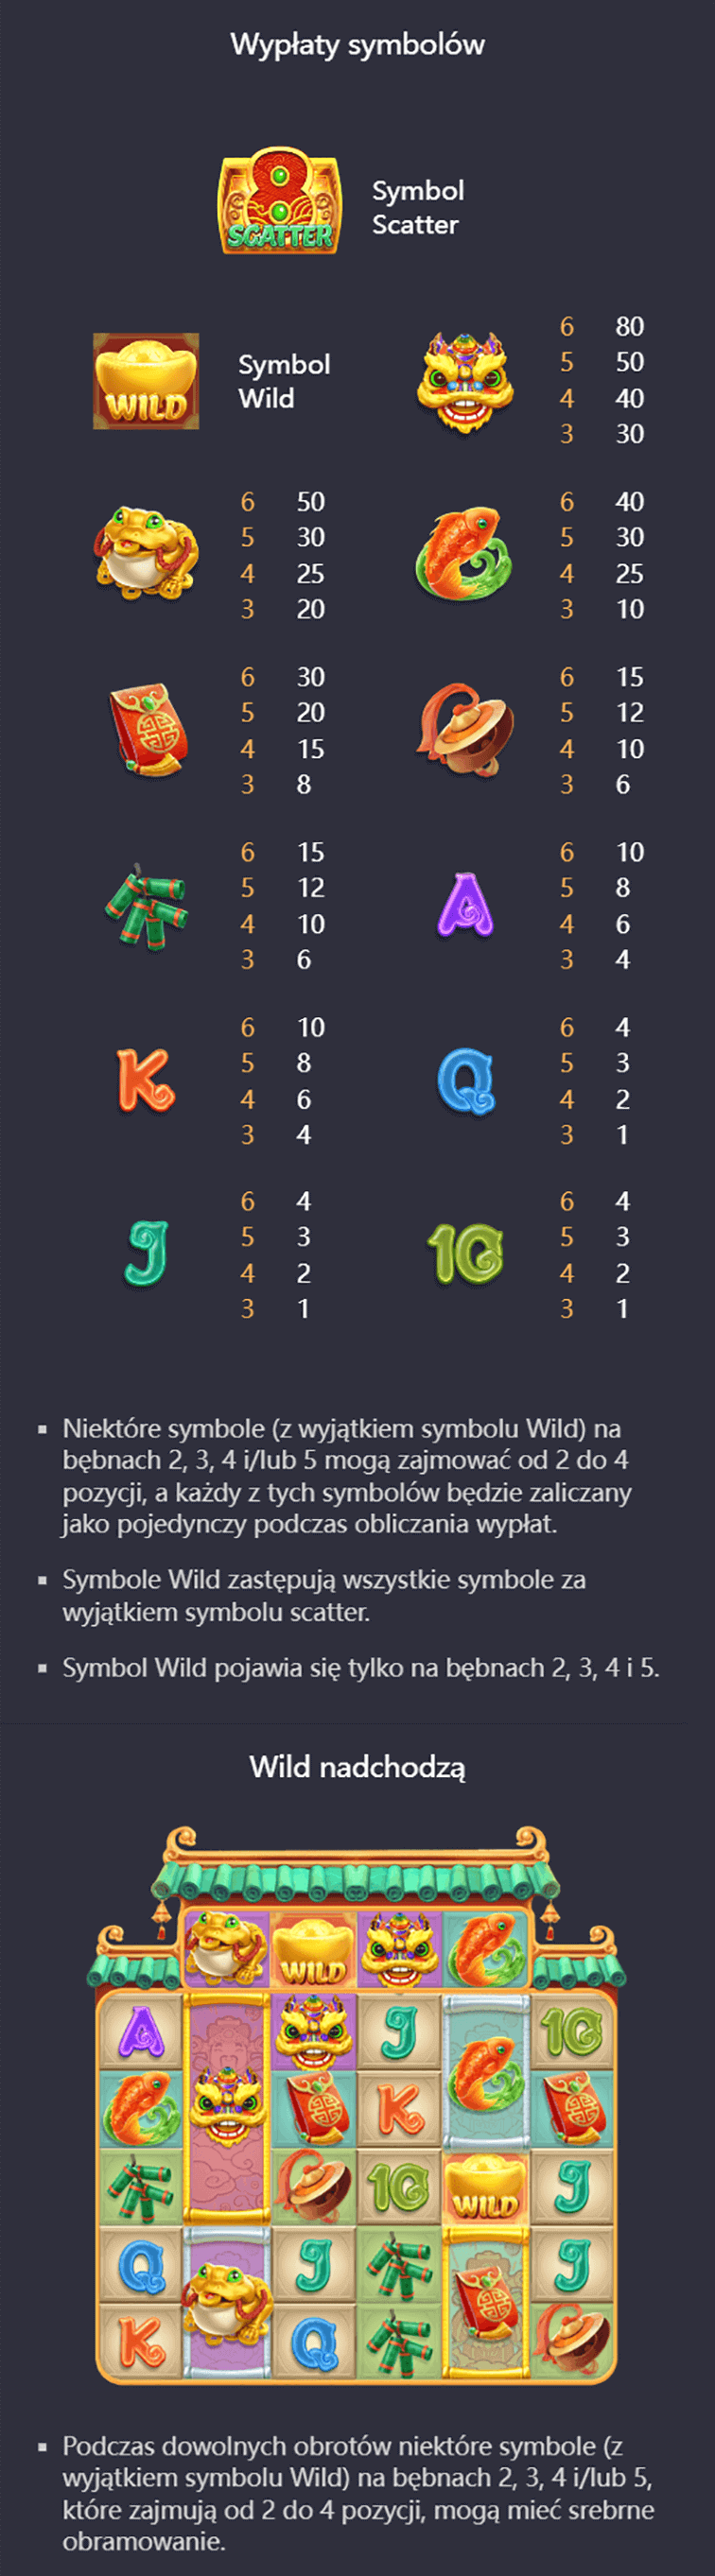 Wypłaty symbolów
SCATTER
Symbol
Scatter
WILD
Symbol
Wild
6 80
5 50
4 40
3 30
6 50
5 30
4 25
3 20
6 40
5 30
4 25
3 10
6 30
5 20
4 15
3 8
6 15
5 12
4 10
3 6
6 15
5 12
4 10
3 6
A
6 10
5 8
4 6
3 4
K
6 10
5 8
4 6
3 4
Q
6 4
5 3
4 2
3 1
J
6 4
5 3
4 2
3 1
10
6 4
5 3
4 2
3 1
▪ Niektóre symbole (z wyjątkiem symbolu Wild) na
bębnach 2, 3, 4 i/lub 5 mogą zajmować od 2 do 4
pozycji, a każdy z tych symbolów będzie zaliczany
jako pojedynczy podczas obliczania wypłat.
▪ Symbole Wild zastępują wszystkie symbole za
wyjątkiem symbolu scatter.
▪ Symbol Wild pojawia się tylko na bębnach 2, 3, 4 i 5.
Wild nadchodzą
WILD
A J 10
K
10 WILD J
Q J J
K Q
▪ Podczas dowolnych obrotów niektóre symbole (z
wyjątkiem symbolu Wild) na bębnach 2, 3, 4 i/lub 5,
które zajmują od 2 do 4 pozycji, mogą mieć srebrne
obramowanie.